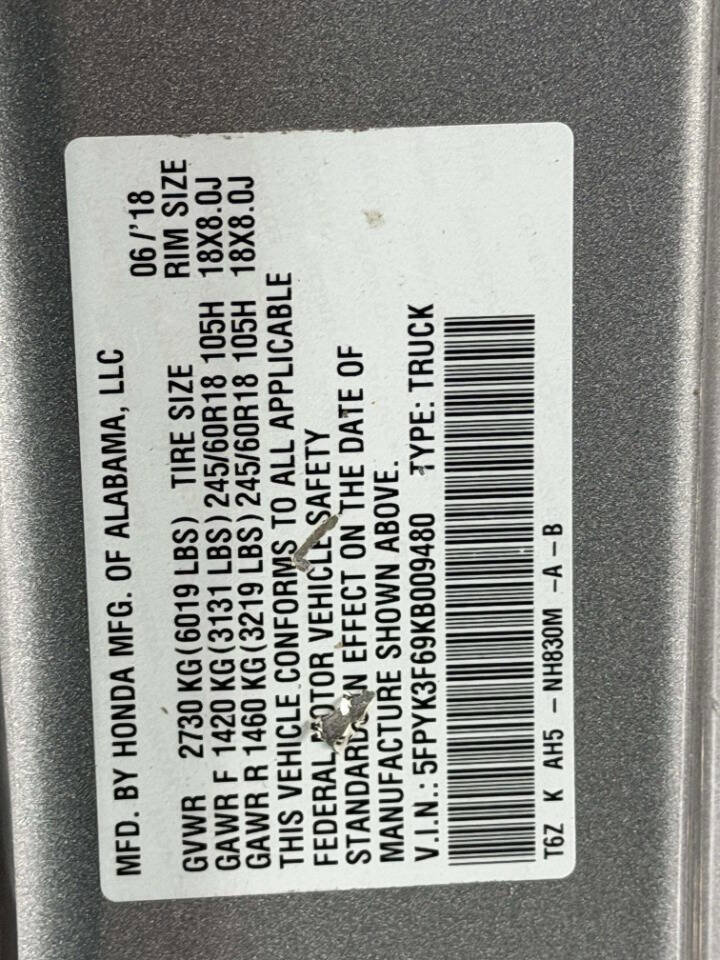 MFD. BY HONDA MFG. OF ALABAMA, LLC 06/'18
GVWR 2730 KG(6019 LBS) TIRE SIZE RIM SIZE
GAWR F 1420 KG(3131 LBS) 245/60R18 105H 18X8.0J
GAWR R 1460 KG(3219 LBS) 245/60R18 105H 18X8.0J
THIS VEHICLE CONFORMS TO ALL APPLICABLE
FEDERAL MOTOR VEHICLE SAFETY
STANDARDS IN EFFECT ON THE DATE OF
MANUFACTURE SHOWN ABOVE.
V.I.N.: 5FPYK3F69KB009480 TYPE: TRUCK
T6Z K AH5 - NH830M -A-B